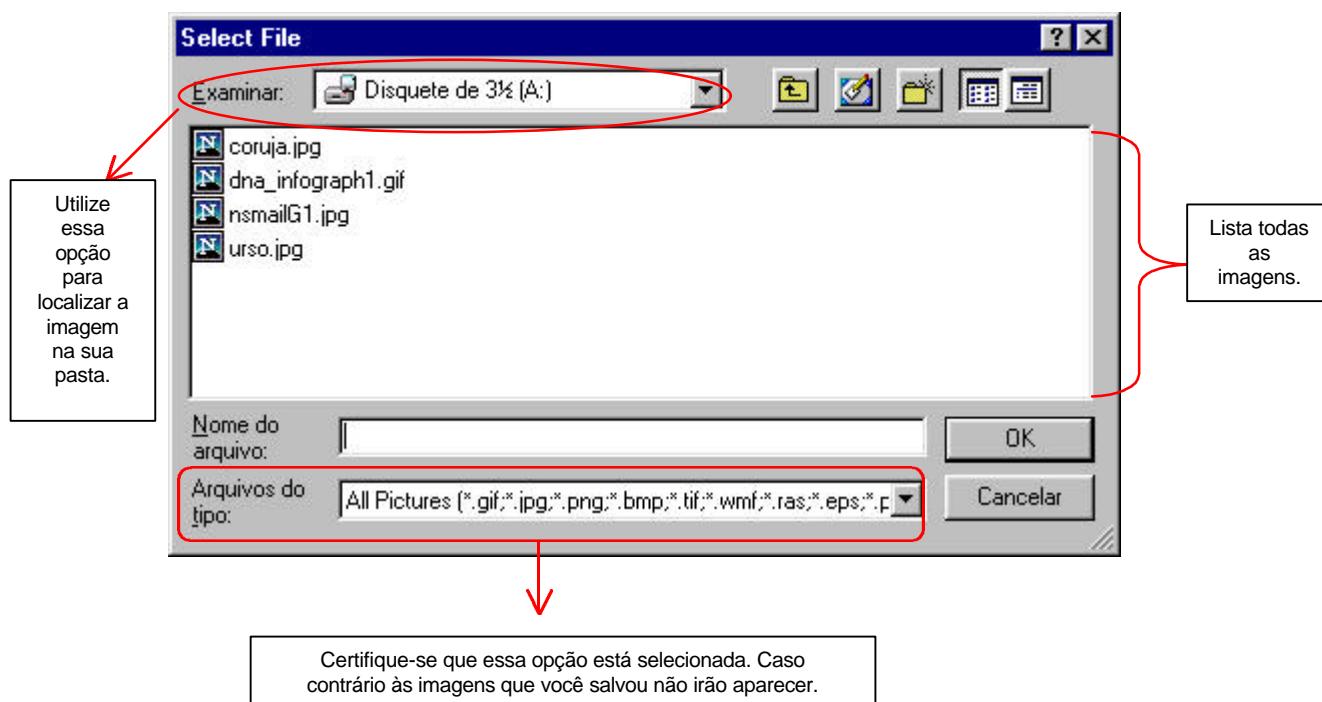 Select File
Examinar:
Disquete de 3½ (A:)
coruja.jpg
dna_infograph1.gif
nsmailG1.jpg
urso.jpg
Utilize
essa
opção
para
localizar a
imagem
na sua
pasta.
Lista todas
as
imagens.
Nome do
arquivo:
OK
Arquivos do
tipo:
All Pictures (*.gif;*.jpg;*.png;*.bmp;*.tif;*.wmf;*.ras;*.eps;*.p
Cancelar
Certifique-se que essa opção está selecionada. Caso
contrário às imagens que você salvou não irão aparecer.